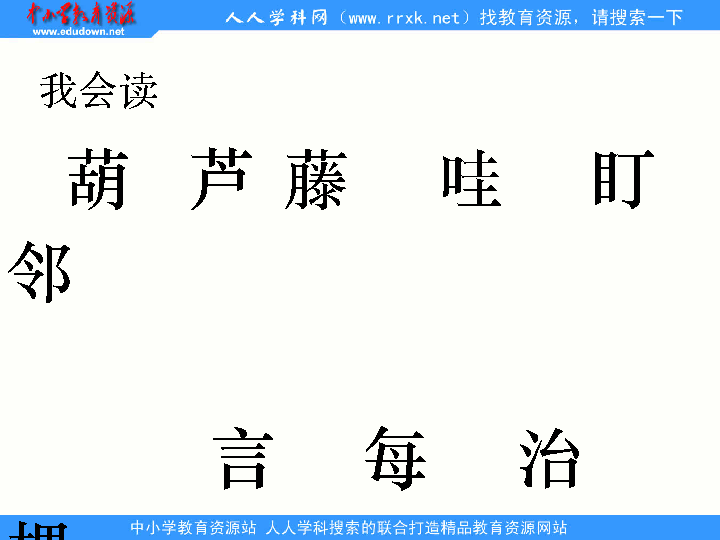 中小学教育资源
www.edudown.net
人人学科网（www.rrxk.net）找教育资源，请搜索一下
我会读
葫 芦 藤 哇 盯
邻
言 每 治
中小学教育资源站 人人学科搜索的联合打造精品教育资源网站